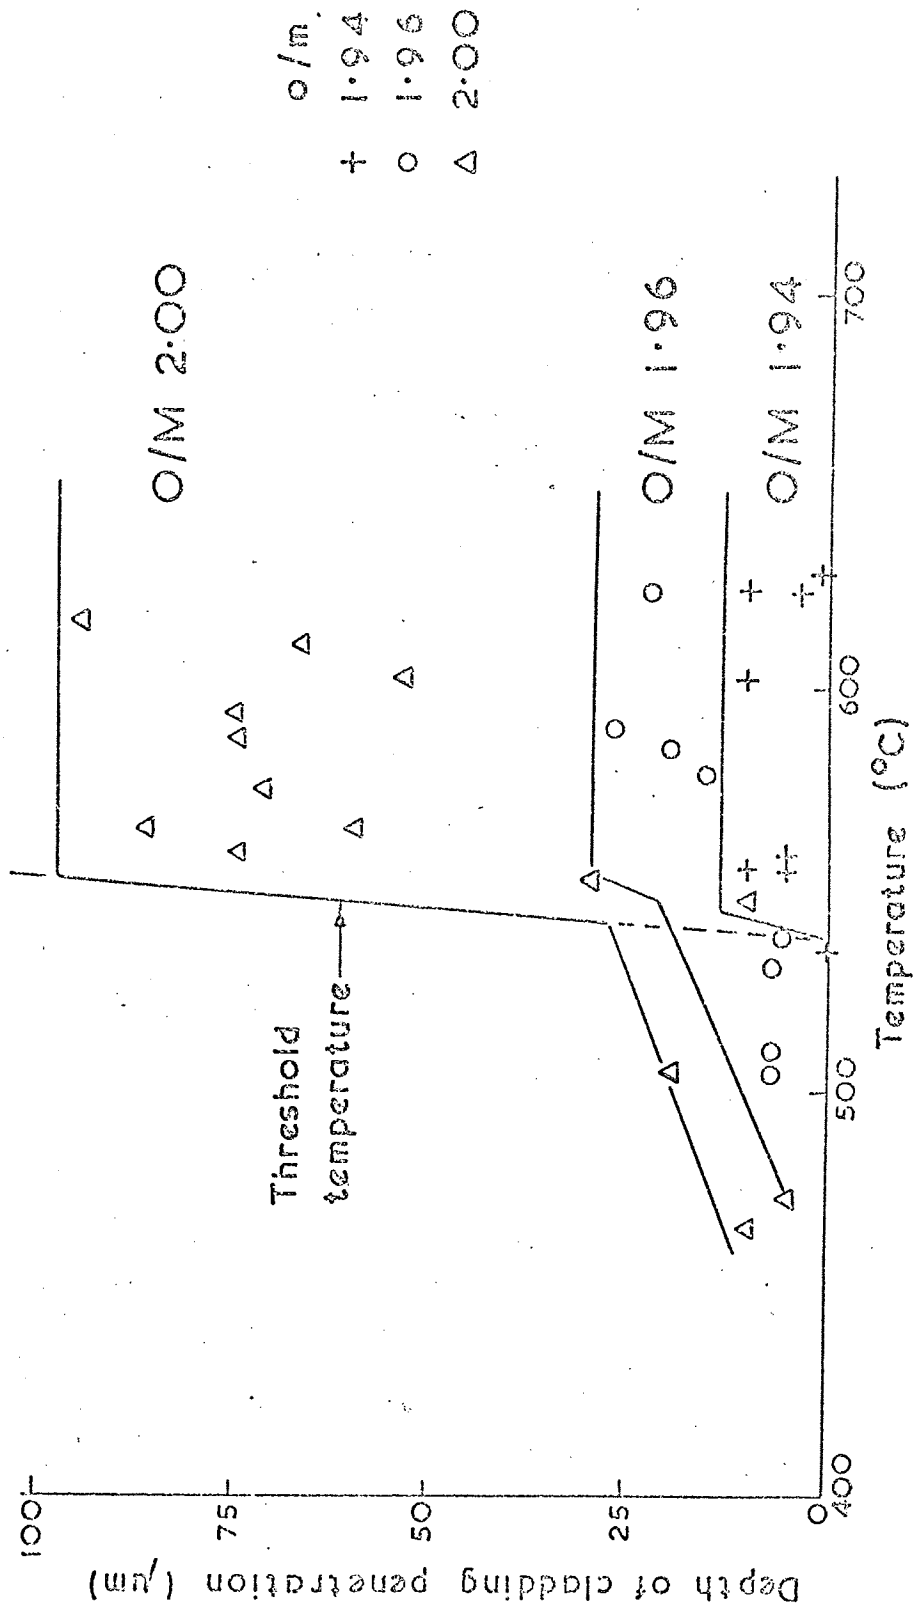 O/m.
+ 1·94
o 1·96
△ 2·00
O/M 2·00
O/M 1·96
O/M 1·94
Threshold
temperature
Depth of cladding penetration (μm)
100
75
50
25
0
400
500
600
700
Temperature (°C)